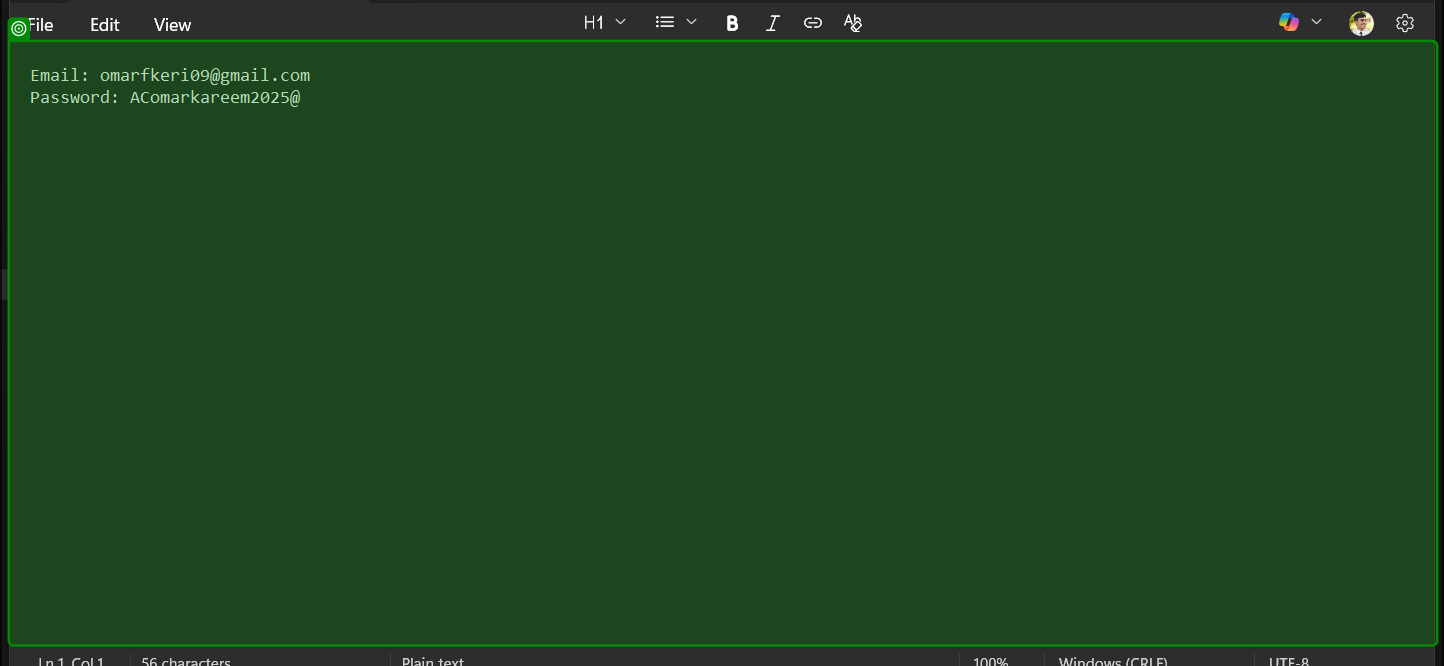 File Edit View H1 B I
Email: omarfkeri09@gmail.com
Password: AComarkareem2025@
Ln 1, Col 1 56 characters Plain text 100% Windows (CRLF) UTF-8